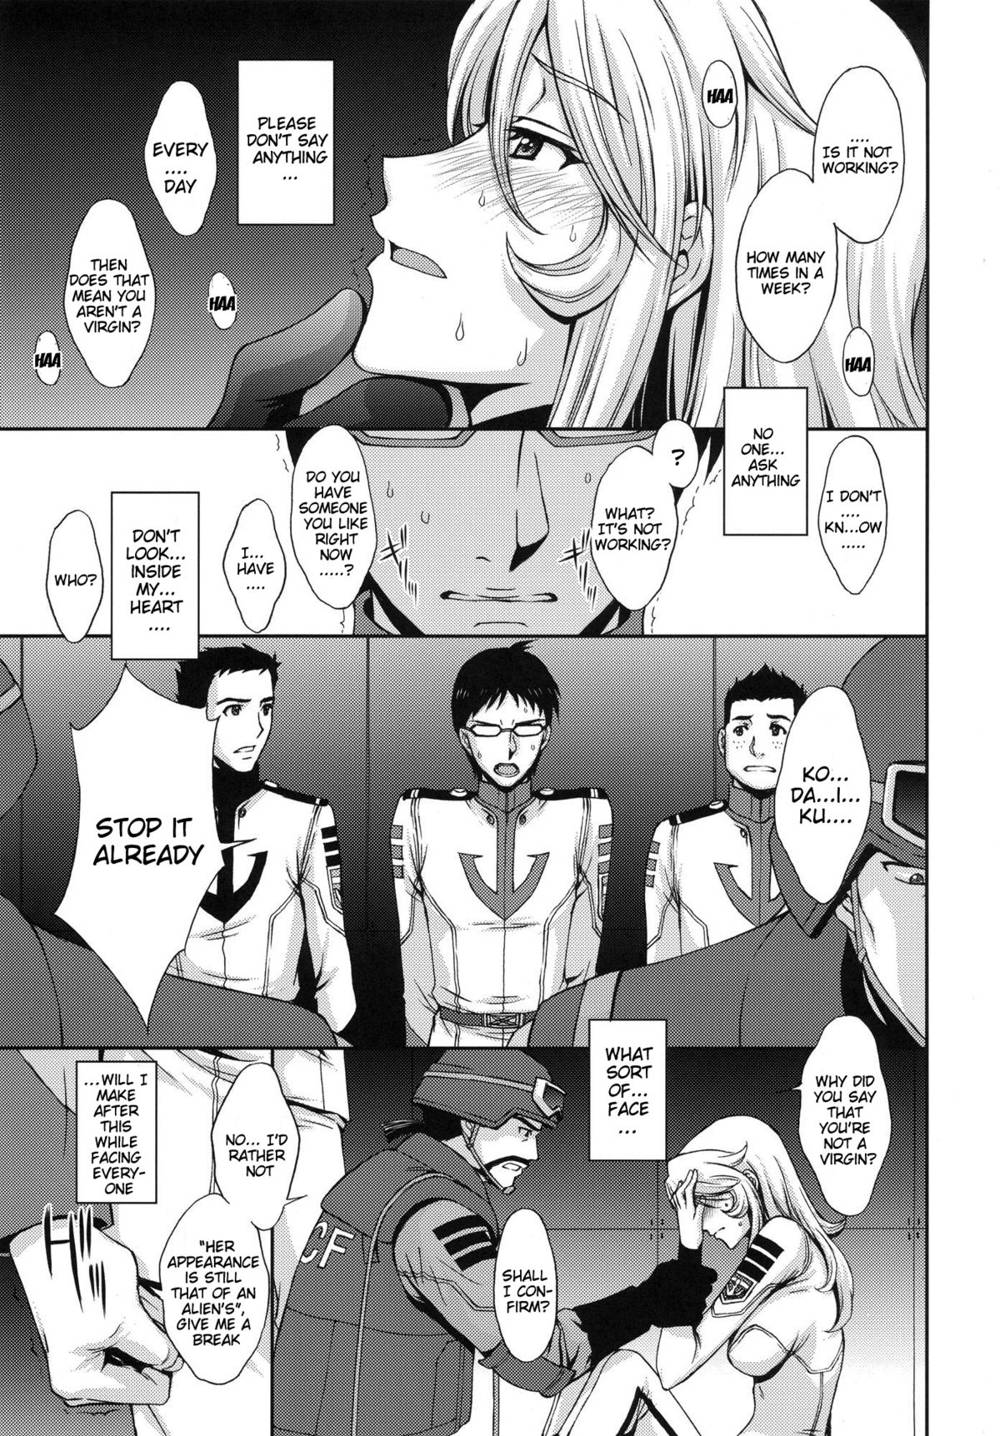 ....
IS IT NOT
WORKING?
HOW MANY
TIMES IN A
WEEK?
HAA
HAA
PLEASE
DON'T SAY
ANYTHING
...
EVERY
....
DAY
HAA
THEN
DOES THAT
MEAN YOU
AREN'T A
VIRGIN?
HAA
I DON'T
....
KN...OW
.....
NO
ONE...
ASK
ANYTHING
?
WHAT?
IT'S NOT
WORKING?
DO YOU
HAVE
SOMEONE
YOU LIKE
RIGHT
NOW
.....?
I...
HAVE
....
DON'T
LOOK...
INSIDE
MY...
HEART
....
WHO?
KO...
DA...I...
KU....
STOP IT
ALREADY
WHY DID
YOU SAY
THAT
YOU'RE
NOT A
VIRGIN?
WHAT
SORT
OF...
FACE
...
SHALL
I CON-
FIRM?
NO... I'D
RATHER
NOT
"HER
APPEARANCE
IS STILL
THAT OF AN
ALIEN'S",
GIVE ME A
BREAK
...WILL I
MAKE
AFTER
THIS WHILE
FACING
EVERY-
ONE
CF